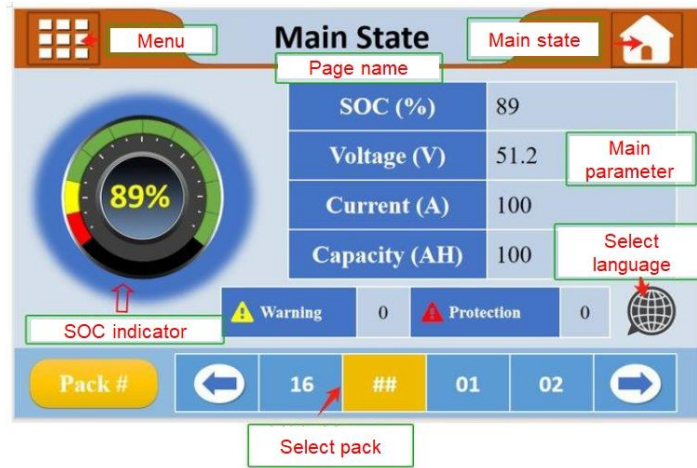 Menu
Main State
Main state
Page name
SOC (%) 89
Voltage (V) 51.2
Main
parameter
89%
Current (A) 100
Capacity (AH) 100
Select
language
SOC indicator
Warning 0 Protection 0
Pack # 16 ## 01 02
Select pack